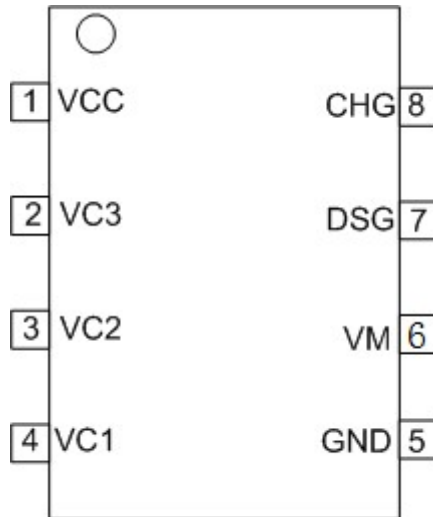 1 VCC CHG 8
2 VC3 DSG 7
3 VC2 VM 6
4 VC1 GND 5